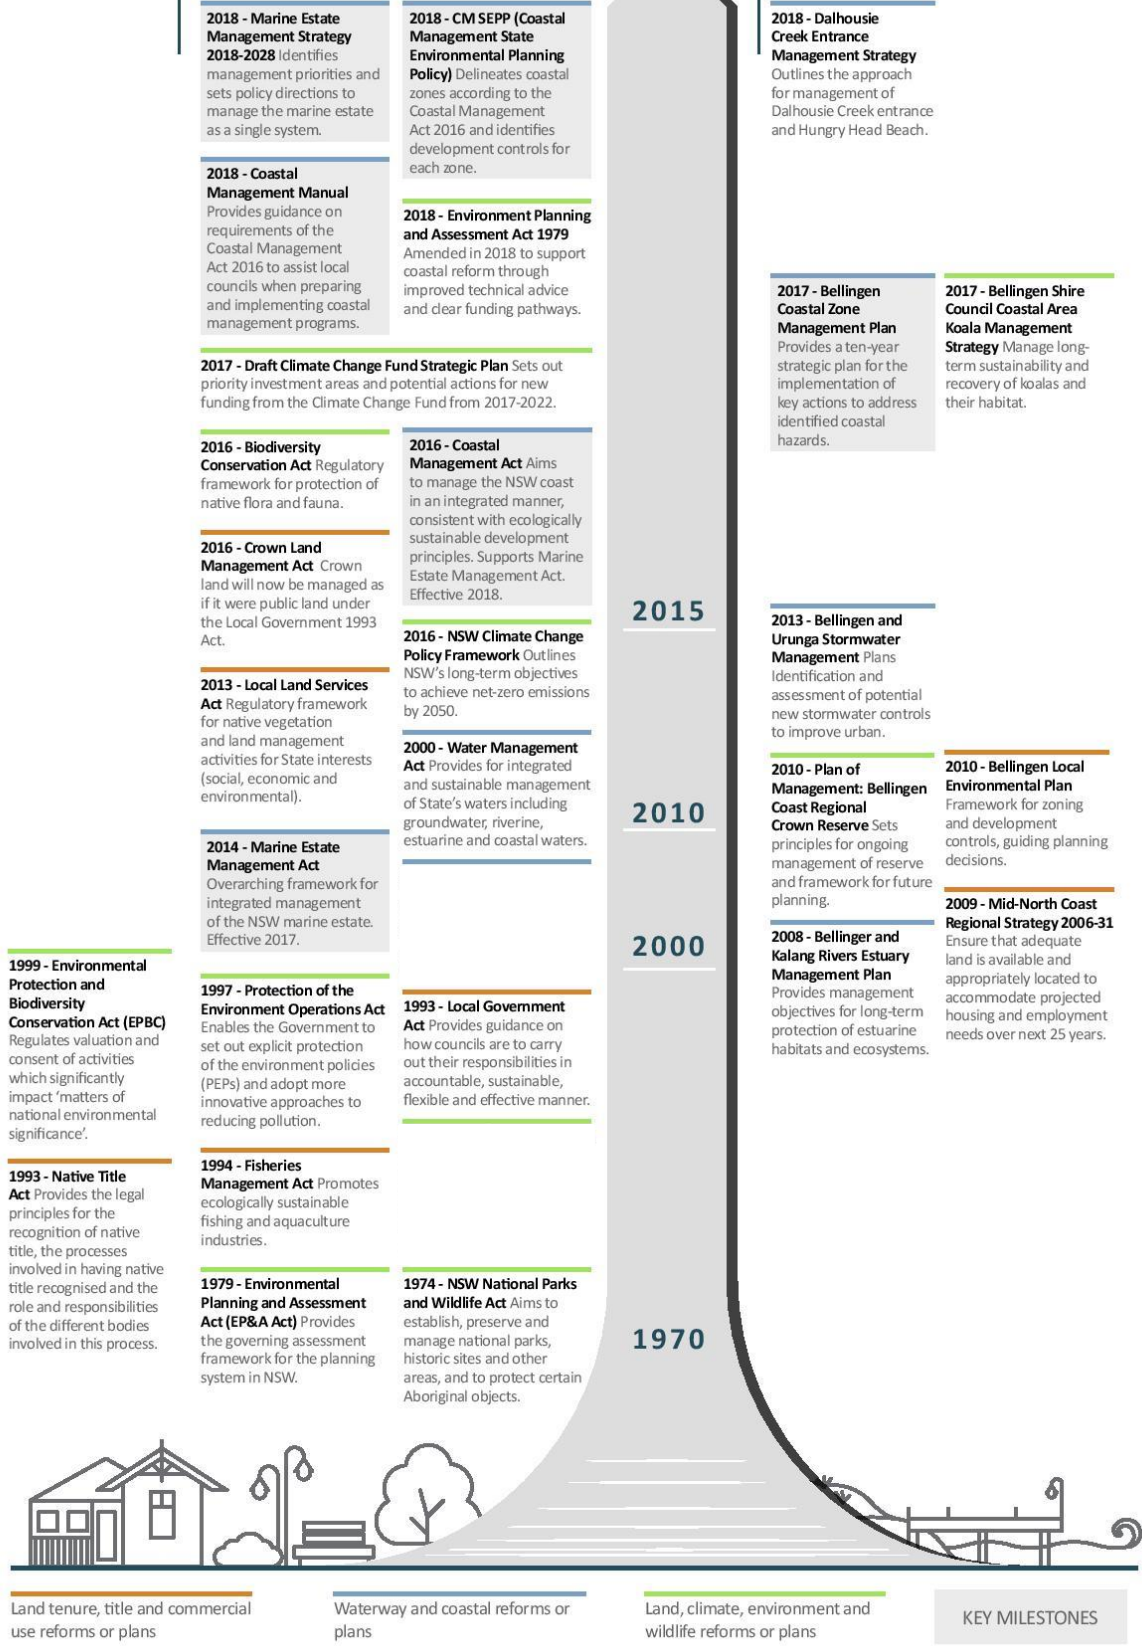 2018 - Marine Estate
Management Strategy
2018-2028 Identifies
management priorities and
sets policy directions to
manage the marine estate
as a single system.
2018 - Coastal
Management Manual
Provides guidance on
requirements of the
Coastal Management
Act 2016 to assist local
councils when preparing
and implementing coastal
management programs.
2018 - CM SEPP (Coastal
Management State
Environmental Planning
Policy) Delineates coastal
zones according to the
Coastal Management
Act 2016 and identifies
development controls for
each zone.
2018 - Environment Planning
and Assessment Act 1979
Amended in 2018 to support
coastal reform through
improved technical advice
and clear funding pathways.
2017 - Draft Climate Change Fund Strategic Plan Sets out
priority investment areas and potential actions for new
funding from the Climate Change Fund from 2017-2022.
2016 - Biodiversity
Conservation Act Regulatory
framework for protection of
native flora and fauna.
2016 - Crown Land
Management Act Crown
land will now be managed as
if it were public land under
the Local Government 1993
Act.
2013 - Local Land Services
Act Regulatory framework
for native vegetation
and land management
activities for State interests
(social, economic and
environmental).
2014 - Marine Estate
Management Act
Overarching framework for
integrated management
of the NSW marine estate.
Effective 2017.
2016 - Coastal
Management Act Aims
to manage the NSW coast
in an integrated manner,
consistent with ecologically
sustainable development
principles. Supports Marine
Estate Management Act.
Effective 2018.
2016 - NSW Climate Change
Policy Framework Outlines
NSW's long-term objectives
to achieve net-zero emissions
by 2050.
2000 - Water Management
Act Provides for integrated
and sustainable management
of State's waters including
groundwater, riverine,
estuarine and coastal waters.
1999 - Environmental
Protection and
Biodiversity
Conservation Act (EPBC)
Regulates valuation and
consent of activities
which significantly
impact ‘matters of
national environmental
significance’.
1993 - Native Title
Act Provides the legal
principles for the
recognition of native
title, the processes
involved in having native
title recognised and the
role and responsibilities
of the different bodies
involved in this process.
1997 - Protection of the
Environment Operations Act
Enables the Government to
set out explicit protection
of the environment policies
(PEPs) and adopt more
innovative approaches to
reducing pollution.
1994 - Fisheries
Management Act Promotes
ecologically sustainable
fishing and aquaculture
industries.
1979 - Environmental
Planning and Assessment
Act (EP&A Act) Provides
the governing assessment
framework for the planning
system in NSW.
1993 - Local Government
Act Provides guidance on
how councils are to carry
out their responsibilities in
accountable, sustainable,
flexible and effective manner.
1974 - NSW National Parks
and Wildlife Act Aims to
establish, preserve and
manage national parks,
historic sites and other
areas, and to protect certain
Aboriginal objects.
2015
2010
2000
1970
2018 - Dalhousie
Creek Entrance
Management Strategy
Outlines the approach
for management of
Dalhousie Creek entrance
and Hungry Head Beach.
2017 - Bellingen
Coastal Zone
Management Plan
Provides a ten-year
strategic plan for the
implementation of
key actions to address
identified coastal
hazards.
2017 - Bellingen Shire
Council Coastal Area
Koala Management
Strategy Manage long-
term sustainability and
recovery of koalas and
their habitat.
2013 - Bellingen and
Urunga Stormwater
Management Plans
Identification and
assessment of potential
new stormwater controls
to improve urban.
2010 - Plan of
Management: Bellingen
Coast Regional
Crown Reserve Sets
principles for ongoing
management of reserve
and framework for future
planning.
2008 - Bellinger and
Kalang Rivers Estuary
Management Plan
Provides management
objectives for long-term
protection of estuarine
habitats and ecosystems.
2010 - Bellingen Local
Environmental Plan
Framework for zoning
and development
controls, guiding planning
decisions.
2009 - Mid-North Coast
Regional Strategy 2006-31
Ensure that adequate
land is available and
appropriately located to
accommodate projected
housing and employment
needs over next 25 years.
Land tenure, title and commercial
use reforms or plans
Waterway and coastal reforms or
plans
Land, climate, environment and
wildlife reforms or plans
KEY MILESTONES